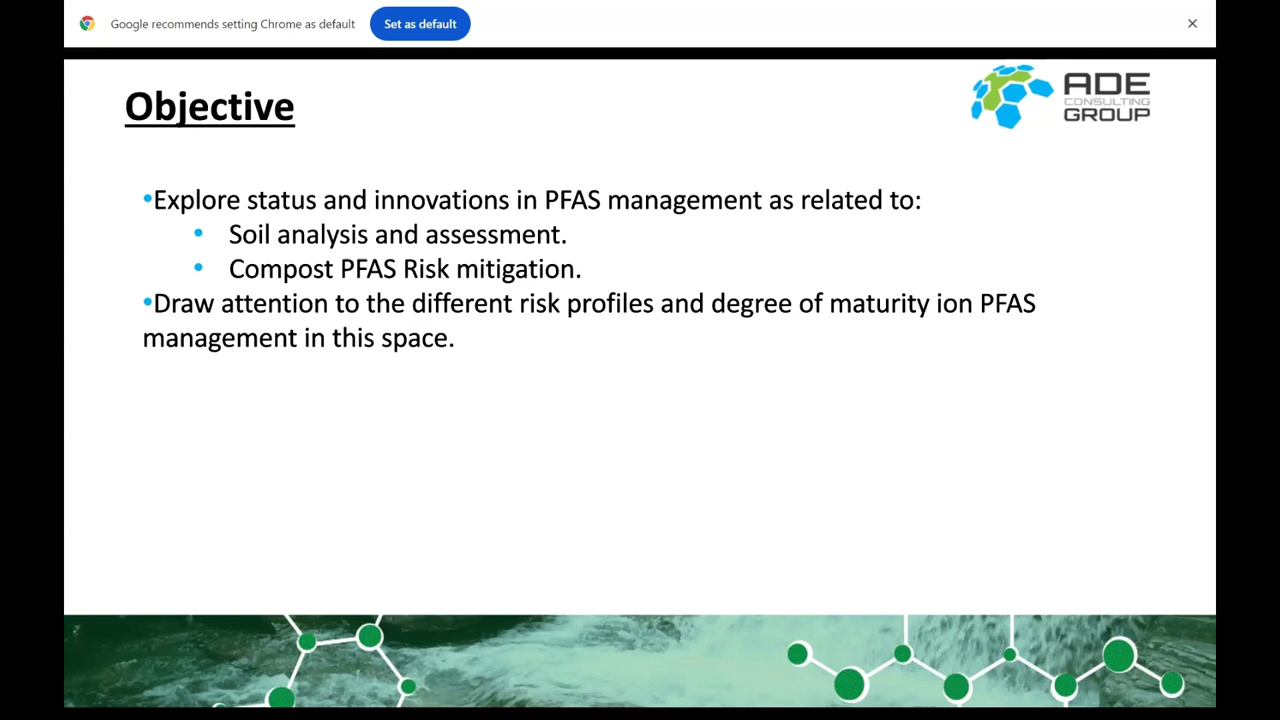 Google recommends setting Chrome as default
Set as default
Objective
ADE
CONSULTING
GROUP
•Explore status and innovations in PFAS management as related to:
• Soil analysis and assessment.
• Compost PFAS Risk mitigation.
•Draw attention to the different risk profiles and degree of maturity ion PFAS
management in this space.